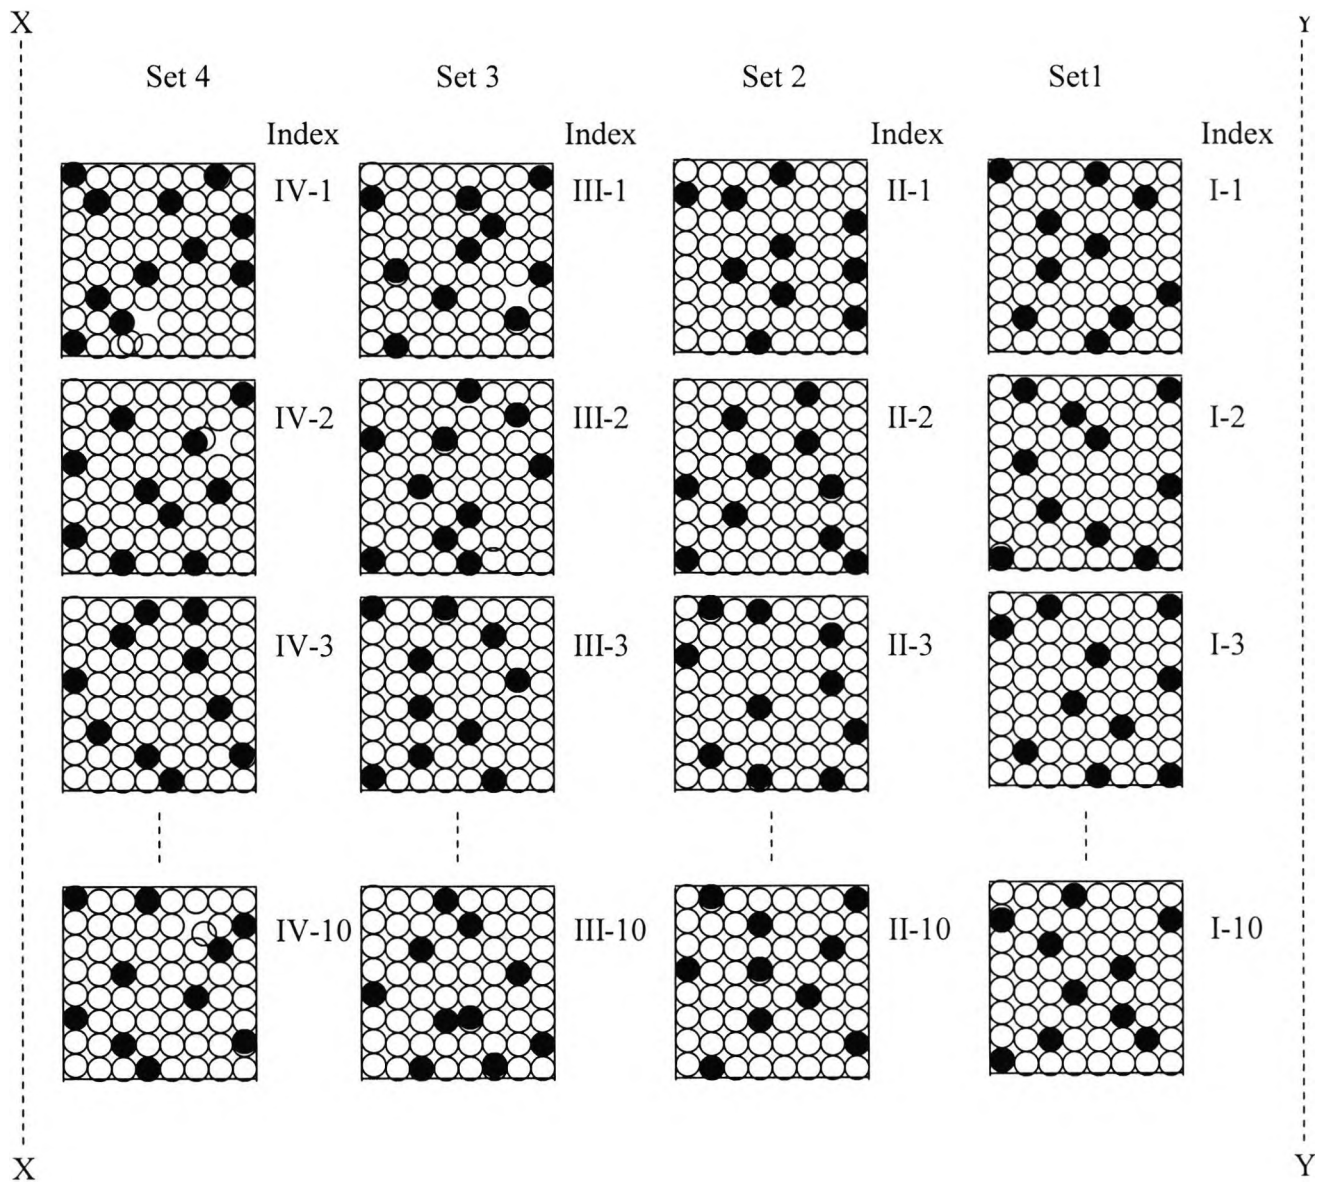 X Y
Set 4 Set 3 Set 2 Set1
Index Index Index Index
IV-1 III-1 II-1 I-1
IV-2 III-2 II-2 I-2
IV-3 III-3 II-3 I-3
IV-10 III-10 II-10 I-10
X Y